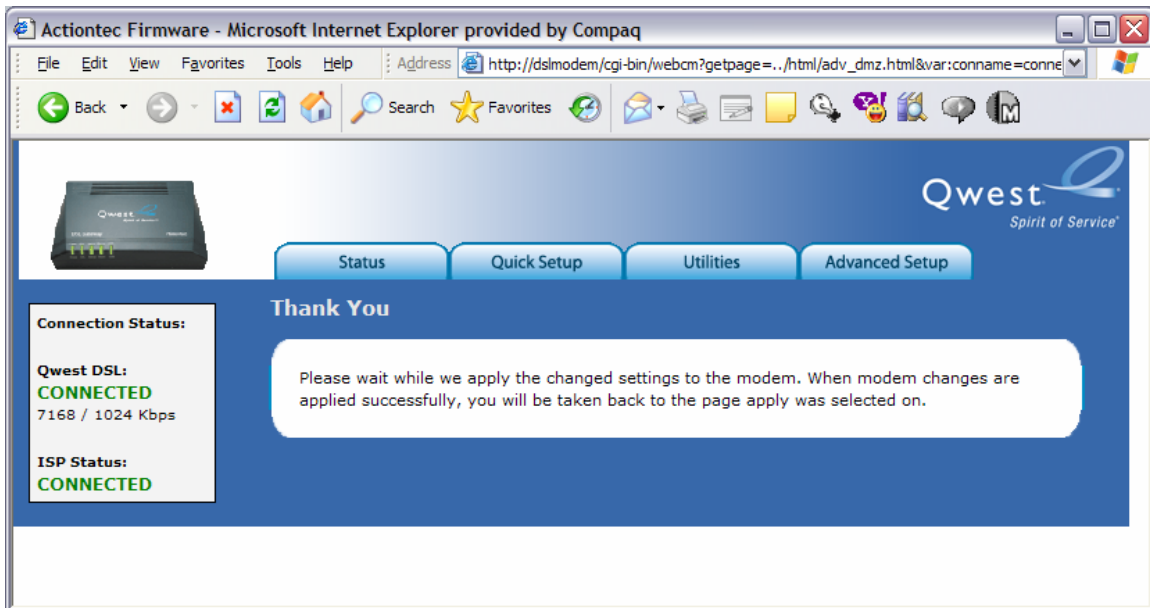 Actiontec Firmware - Microsoft Internet Explorer provided by Compaq
File Edit View Favorites Tools Help Address http://dslmodem/cgi-bin/webcm?getpage=../html/adv_dmz.html&var:conname=conne
Back Search Favorites
Qwest
Qwest
Spirit of Service
Status Quick Setup Utilities Advanced Setup
Connection Status:
Qwest DSL:
CONNECTED
7168 / 1024 Kbps
ISP Status:
CONNECTED
Thank You
Please wait while we apply the changed settings to the modem. When modem changes are
applied successfully, you will be taken back to the page apply was selected on.